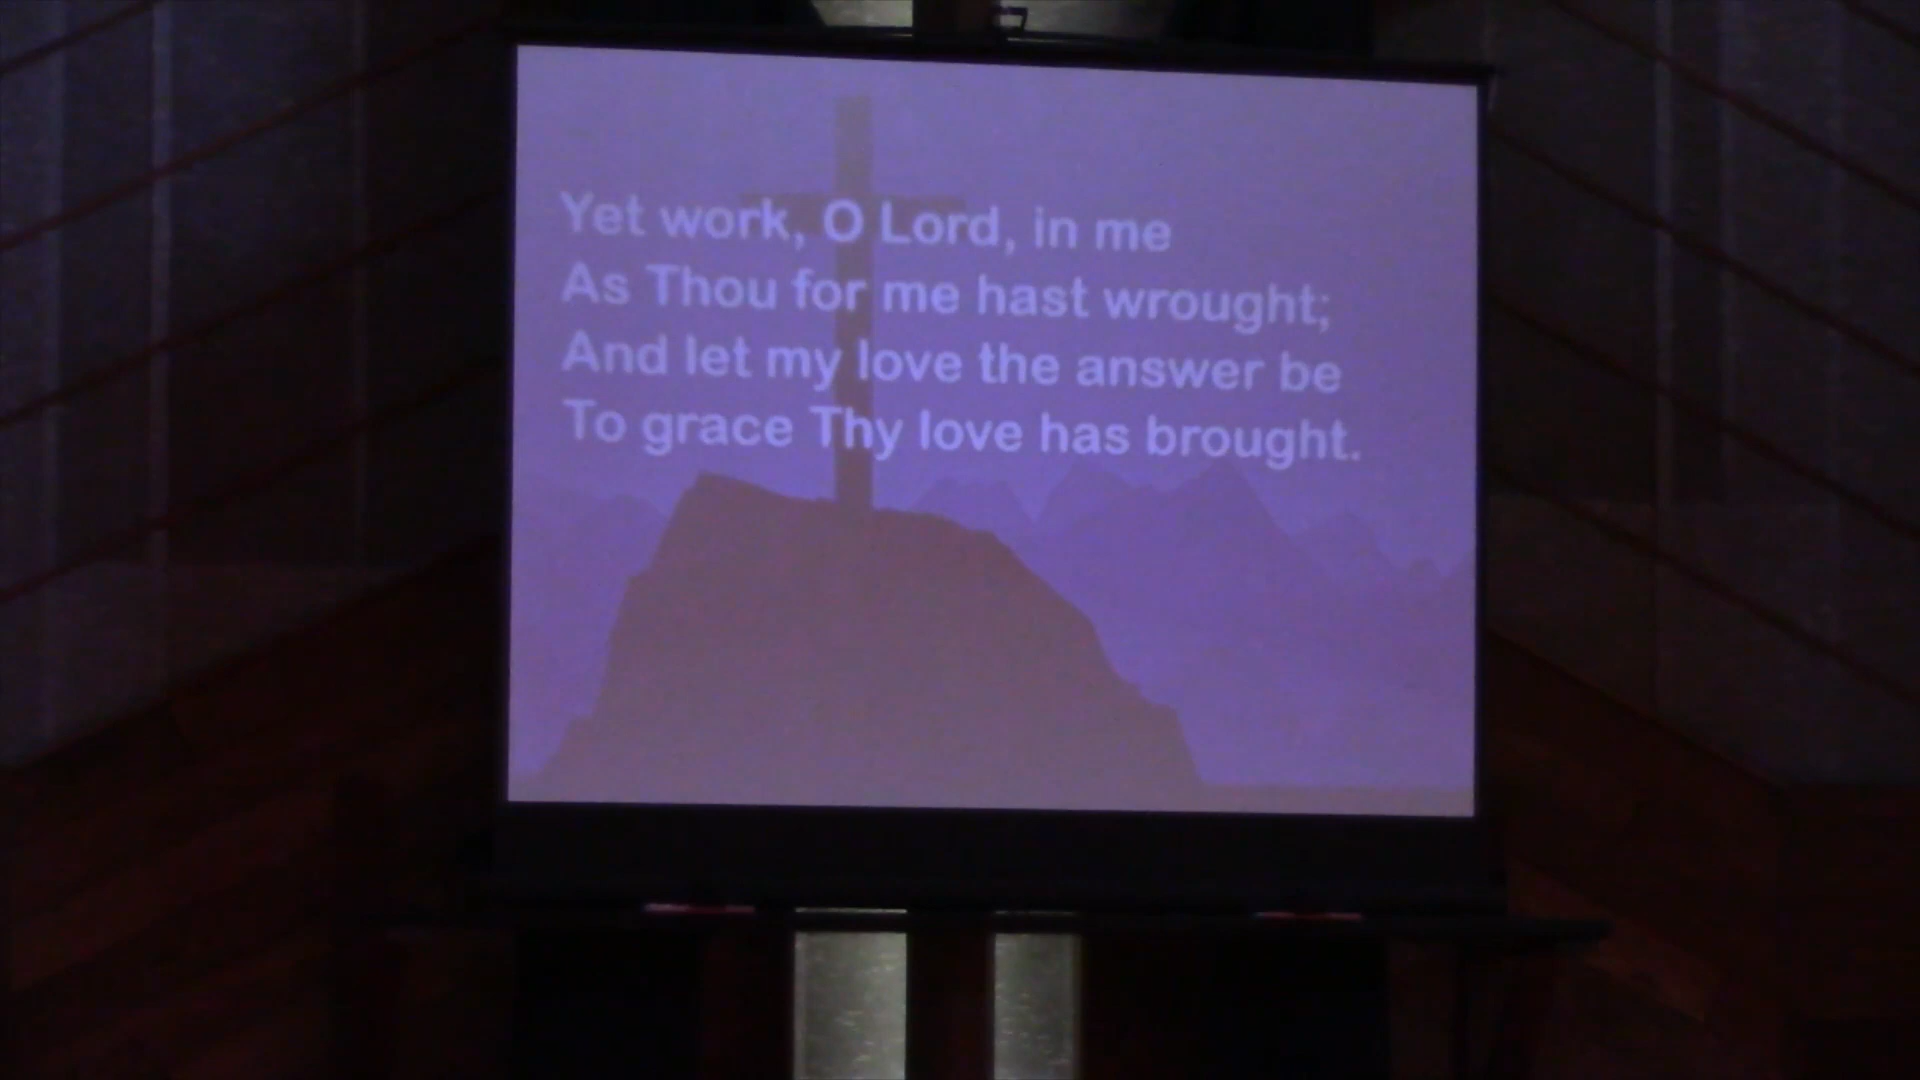 Yet work, O Lord, in me
As Thou for me hast wrought;
And let my love the answer be
To grace Thy love has brought.